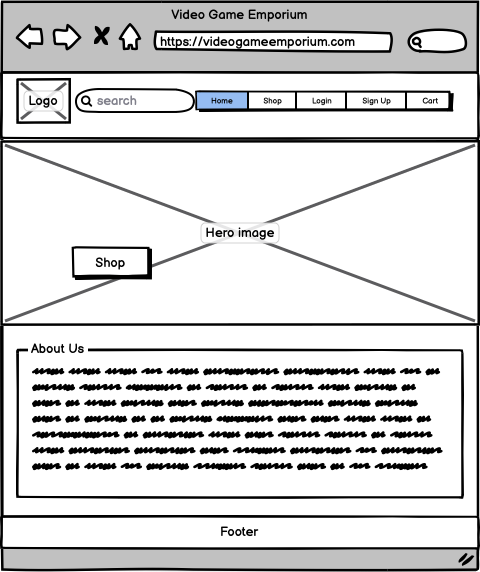 Video Game Emporium
https://videogameemporium.com
Logo
search
Home Shop Login Sign Up Cart
Hero image
Shop
About Us
Footer